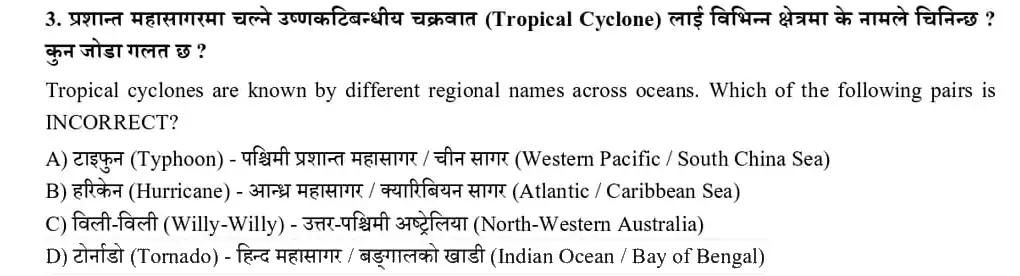 3. प्रशान्त महासागरमा चल्ने उष्णकटिबन्धीय चक्रवात (Tropical Cyclone) लाई विभिन्न क्षेत्रमा के नामले चिनिन्छ ?
कुन जोडा गलत छ ?
Tropical cyclones are known by different regional names across oceans. Which of the following pairs is
INCORRECT?
A) टाइफुन (Typhoon) - पश्चिमी प्रशान्त महासागर / चीन सागर (Western Pacific / South China Sea)
B) हरिकेन (Hurricane) - आन्ध्र महासागर / क्यारिबियन सागर (Atlantic / Caribbean Sea)
C) विली-विली (Willy-Willy) - उत्तर-पश्चिमी अष्ट्रेलिया (North-Western Australia)
D) टोर्नाडो (Tornado) - हिन्द महासागर / बङ्गालको खाडी (Indian Ocean / Bay of Bengal)